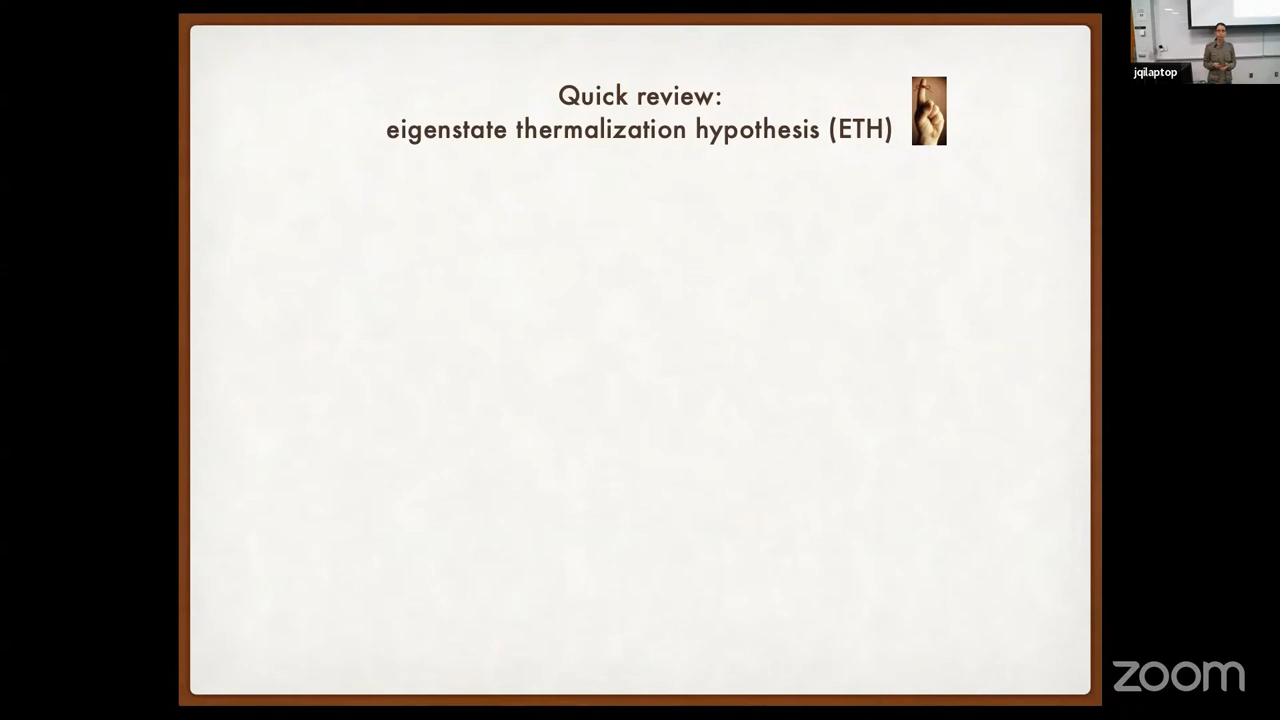 Quick review:
eigenstate thermalization hypothesis (ETH)
jqilaptop
zoom